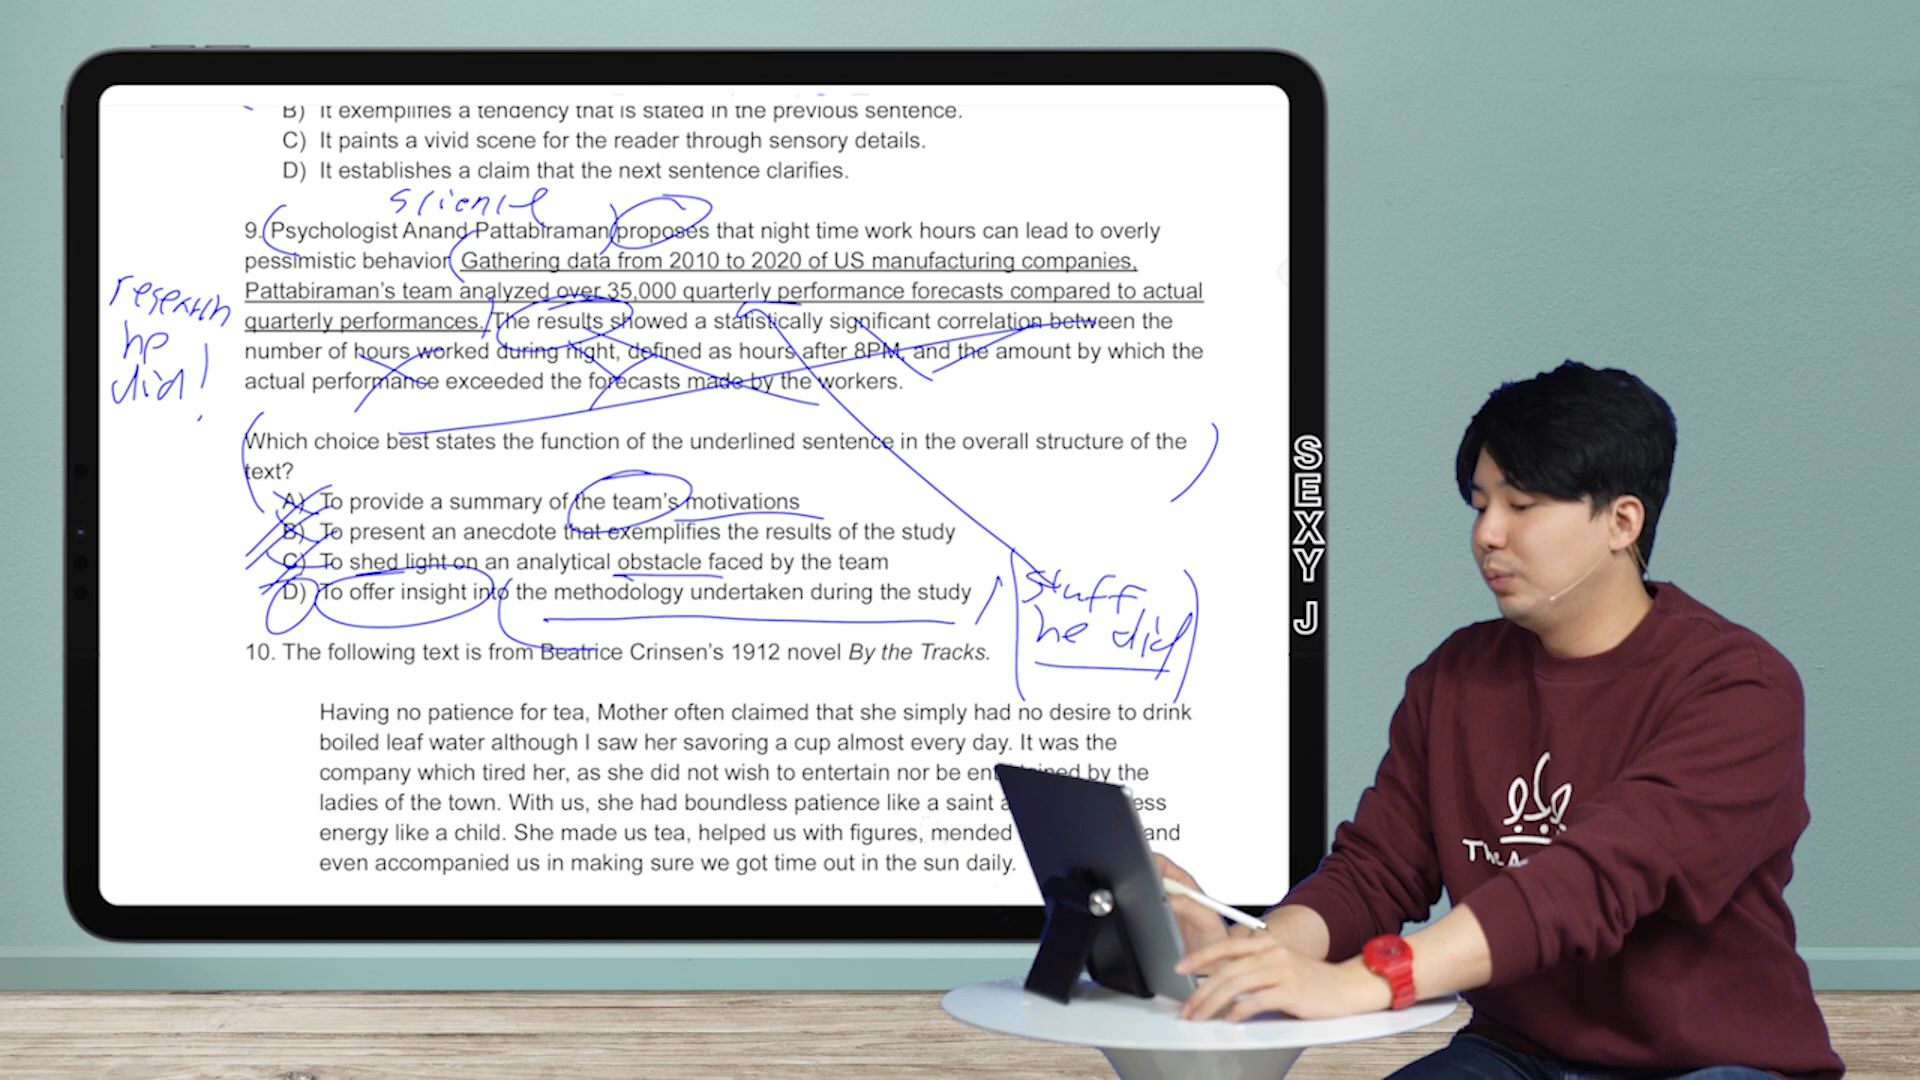 B) It exemplifies a tendency that is stated in the previous sentence.
C) It paints a vivid scene for the reader through sensory details.
D) It establishes a claim that the next sentence clarifies.
science
9. Psychologist Anand Pattabiraman proposes that night time work hours can lead to overly
pessimistic behavior. Gathering data from 2010 to 2020 of US manufacturing companies,
Pattabiraman's team analyzed over 35,000 quarterly performance forecasts compared to actual
quarterly performances. The results showed a statistically significant correlation between the
number of hours worked during night, defined as hours after 8PM, and the amount by which the
actual performance exceeded the forecasts made by the workers.
research
he
did!
Which choice best states the function of the underlined sentence in the overall structure of the
text?
A) To provide a summary of the team's motivations
B) To present an anecdote that exemplifies the results of the study
C) To shed light on an analytical obstacle faced by the team
D) To offer insight into the methodology undertaken during the study
stuff
he did
10. The following text is from Beatrice Crinsen's 1912 novel By the Tracks.
Having no patience for tea, Mother often claimed that she simply had no desire to drink
boiled leaf water although I saw her savoring a cup almost every day. It was the
company which tired her, as she did not wish to entertain nor be entertained by the
ladies of the town. With us, she had boundless patience like a saint
energy like a child. She made us tea, helped us with figures, mended and
even accompanied us in making sure we got time out in the sun daily.
SEXY J